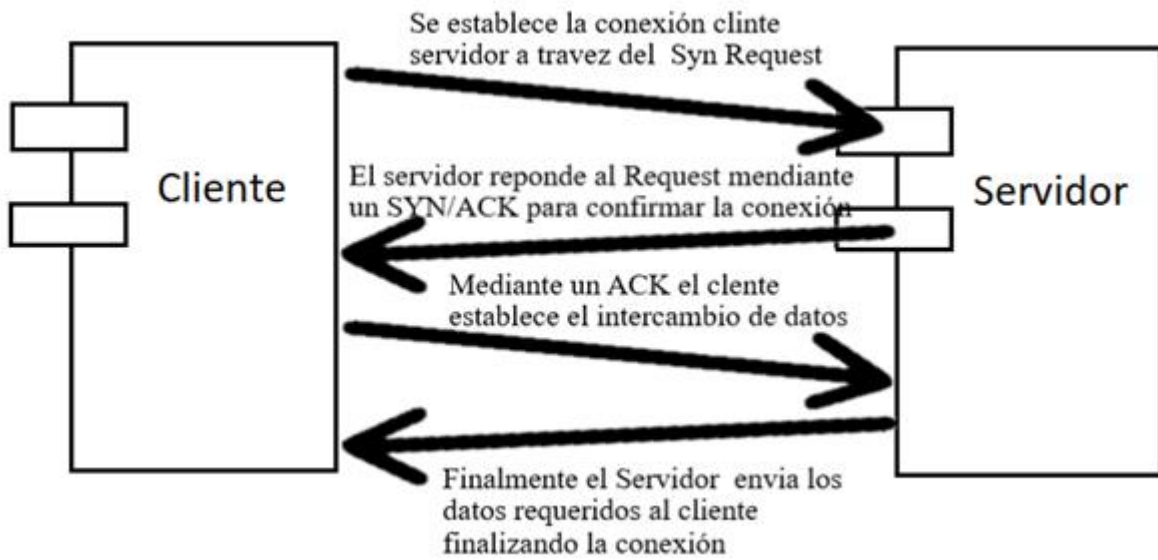 Se establece la conexión clinte
servidor a travez del Syn Request
Cliente
Servidor
El servidor reponde al Request mendiante
un SYN/ACK para confirmar la conexión
Mediante un ACK el clente
establece el intercambio de datos
Finalmente el Servidor envia los
datos requeridos al cliente
finalizando la conexión